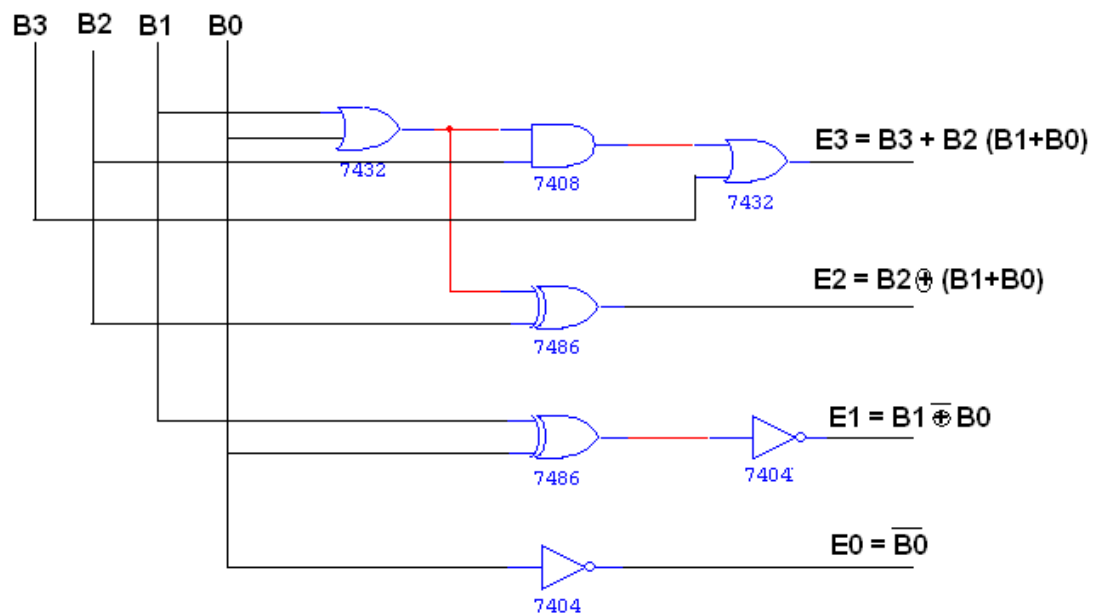 B3 B2 B1 B0
7432
7408
7432
E3 = B3 + B2 (B1+B0)
7486
E2 = B2 ⊕ (B1+B0)
7486
7404
E1 = B1 ⊕̅ B0
7404
E0 = B̅0̅